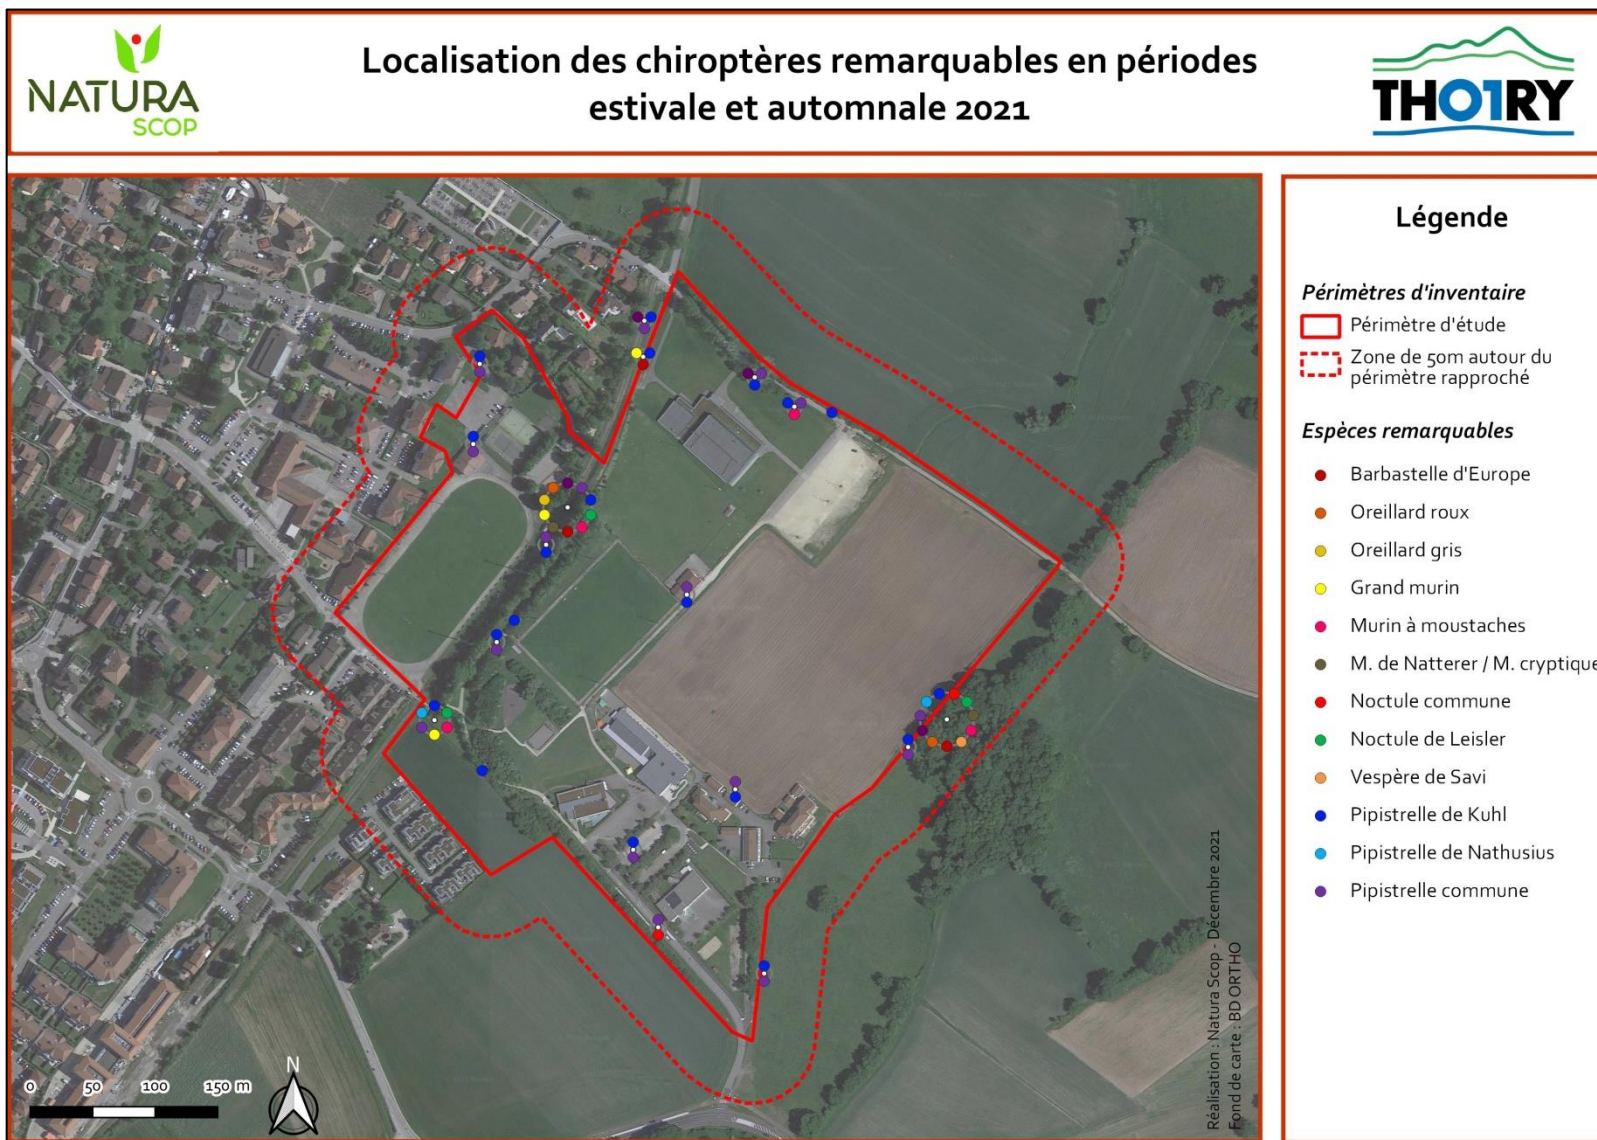 NATURA
SCOP
Localisation des chiroptères remarquables en périodes
estivale et automnale 2021
THO1RY
Légende
Périmètres d'inventaire
Périmètre d'étude
Zone de 50m autour du
périmètre rapproché
Espèces remarquables
Barbastelle d'Europe
Oreillard roux
Oreillard gris
Grand murin
Murin à moustaches
M. de Natterer / M. cryptique
Noctule commune
Noctule de Leisler
Vespère de Savi
Pipistrelle de Kuhl
Pipistrelle de Nathusius
Pipistrelle commune
Réalisation : Natura Scop - Décembre 2021
Fond de carte : BD ORTHO
N
0 50 100 150 m